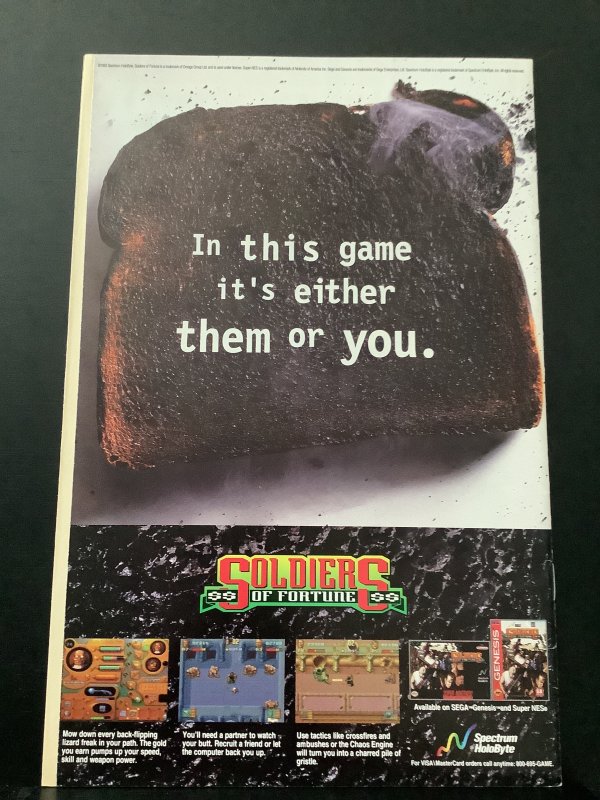 In this game
it's either
them or you.
SOLDIERS
$$ OF FORTUNE $$
Mow down every back-flipping
lizard freak in your path. The gold
you earn pumps up your speed,
skill and weapon power.
You'll need a partner to watch
your butt. Recruit a friend or let
the computer back you up.
Use tactics like crossfires and
ambushes or the Chaos Engine
will turn you into a charred pile of
gristle.
GENESIS
Available on SEGA™Genesis™and Super NES®
Spectrum
HoloByte
For VISA\MasterCard orders call anytime: 800-695-GAME.